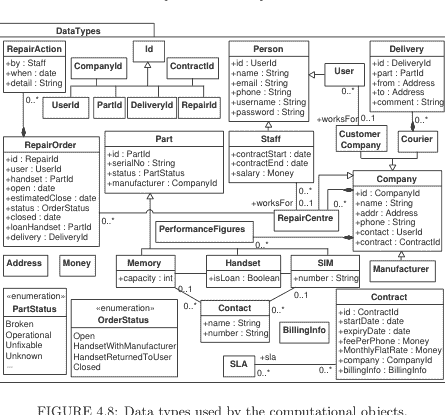 DataTypes
RepairAction
+by : Staff
+when : date
+detail : String
0..*
Id
CompanyId
ContractId
UserId
PartId
DeliveryId
RepairId
Person
+id : UserId
+name : String
+email : String
+phone : String
+username : String
+password : String
User
0..*
+worksFor
0..1
Delivery
+id : DeliveryId
+part : PartId
+from : Address
+to : Address
+comment : String
0..*
Customer
Company
Courier
RepairOrder
+id : RepairId
+user : UserId
+handset : PartId
+open : date
+estimatedClose : date
+status : OrderStatus
+closed : date
+loanHandset : PartId
+delivery : DeliveryId
0..*
Part
+id : PartId
+serialNo : String
+status : PartStatus
+manufacturer : CompanyId
Staff
+contractStart : date
+contractEnd : date
+salary : Money
0..*
+worksFor
0..1
RepairCentre
0..*
Company
+id : CompanyId
+name : String
+addr : Address
+phone : String
+contact : UserId
+contract : ContractId
PerformanceFigures
0..*
Manufacturer
Address
Money
Memory
+capacity : int
0..1
0..*
Handset
+isLoan : Boolean
SIM
+number : String
0..1
0..*
Contact
+name : String
+number : String
«enumeration»
PartStatus
Broken
Operational
Unfixable
Unknown
...
«enumeration»
OrderStatus
Open
HandsetWithManufacturer
HandsetReturnedToUser
Closed
BillingInfo
SLA
+sla
0..*
0..*
Contract
+id : ContractId
+startDate : date
+expiryDate : date
+feePerPhone : Money
+MonthlyFlatRate : Money
+company : CompanyId
+billingInfo : BillingInfo
FIGURE 4.8: Data types used by the computational objects.